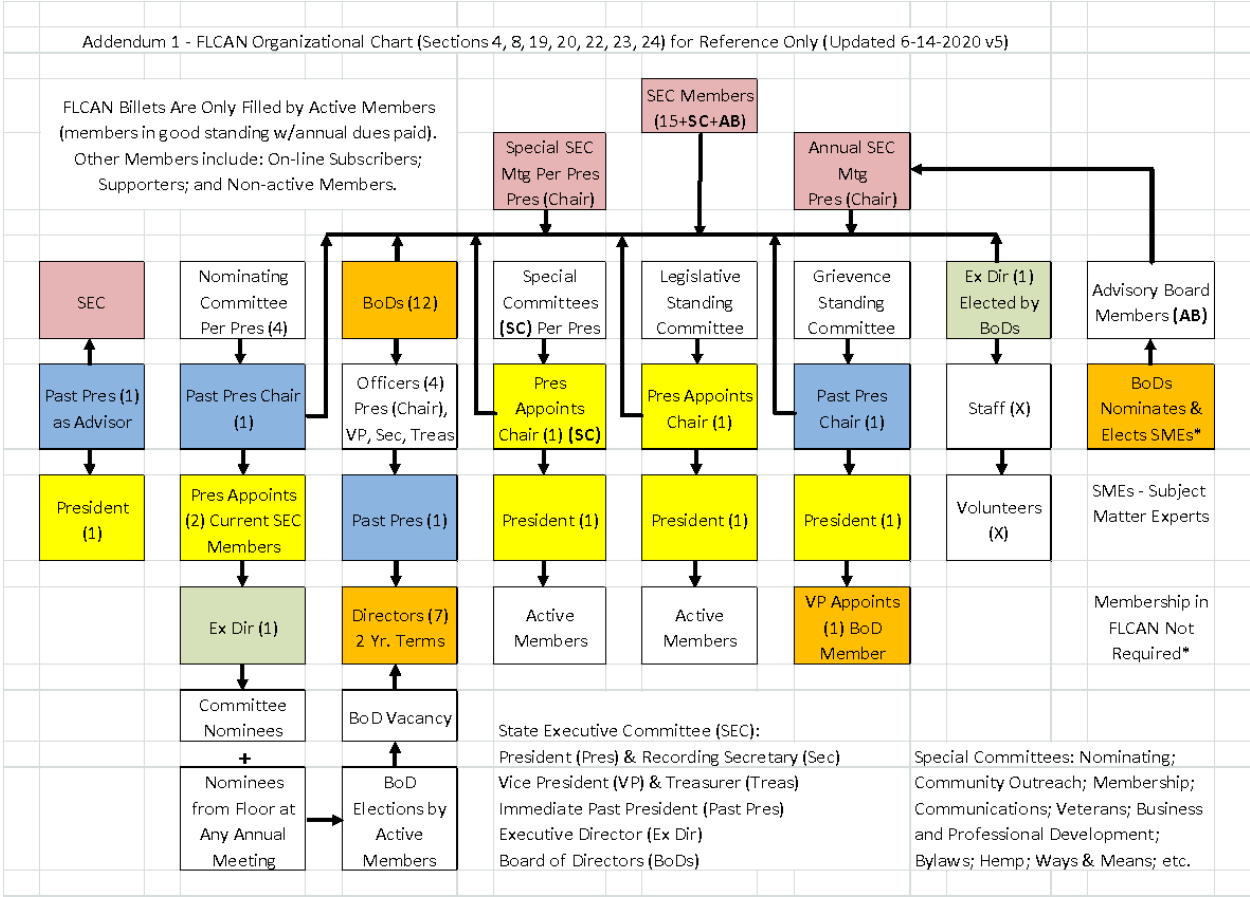 Addendum 1 - FLCAN Organizational Chart (Sections 4, 8, 19, 20, 22, 23, 24) for Reference Only (Updated 6-14-2020 v5)
FLCAN Billets Are Only Filled by Active Members
(members in good standing w/annual dues paid).
Other Members include: On-line Subscribers;
Supporters; and Non-active Members.
SEC Members
(15+SC+AB)
Special SEC
Mtg Per Pres
Pres (Chair)
Annual SEC
Mtg
Pres (Chair)
SEC
Nominating
Committee
Per Pres (4)
BoDs (12)
Special
Committees
(SC) Per Pres
Legislative
Standing
Committee
Grievence
Standing
Committee
Ex Dir (1)
Elected by
BoDs
Advisory Board
Members (AB)
Past Pres (1)
as Advisor
Past Pres Chair
(1)
Officers (4)
Pres (Chair),
VP, Sec, Treas
Pres
Appoints
Chair (1) (SC)
Pres Appoints
Chair (1)
Past Pres
Chair (1)
Staff (X)
BoDs
Nominates &
Elects SMEs*
President
(1)
Pres Appoints
(2) Current SEC
Members
Past Pres (1)
President (1)
President (1)
President (1)
Volunteers
(X)
SMEs - Subject
Matter Experts
Ex Dir (1)
Directors (7)
2 Yr. Terms
Active
Members
Active
Members
VP Appoints
(1) BoD
Member
Membership in
FLCAN Not
Required*
Committee
Nominees
+
Nominees
from Floor at
Any Annual
Meeting
BoD Vacancy
BoD
Elections by
Active
Members
State Executive Committee (SEC):
President (Pres) & Recording Secretary (Sec)
Vice President (VP) & Treasurer (Treas)
Immediate Past President (Past Pres)
Executive Director (Ex Dir)
Board of Directors (BoDs)
Special Committees: Nominating;
Community Outreach; Membership;
Communications; Veterans; Business
and Professional Development;
Bylaws; Hemp; Ways & Means; etc.